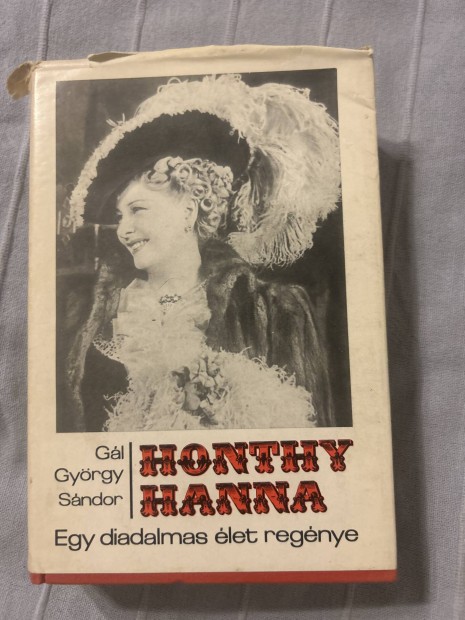 Gál
György
Sándor
HONTHY
HANNA
Egy diadalmas élet regénye